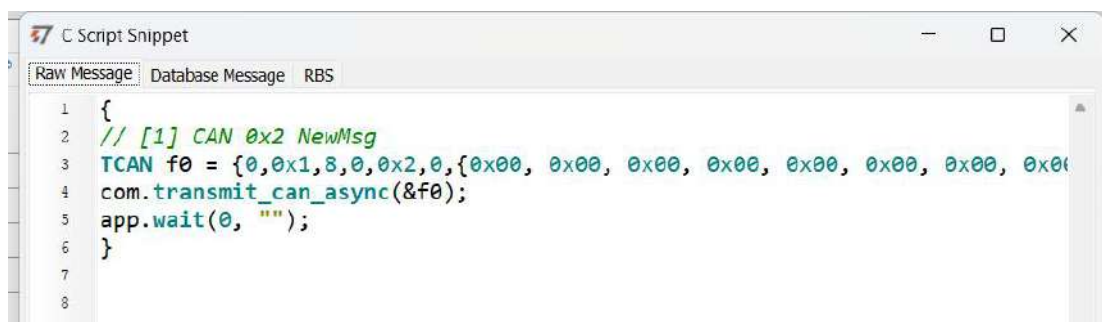 C Script Snippet
Raw Message Database Message RBS
1 {
2 // [1] CAN 0x2 NewMsg
3 TCAN f0 = {0,0x1,8,0,0x2,0,{0x00, 0x00, 0x00, 0x00, 0x00, 0x00, 0x00, 0x00
4 com.transmit_can_async(&f0);
5 app.wait(0, "");
6 }
7
8